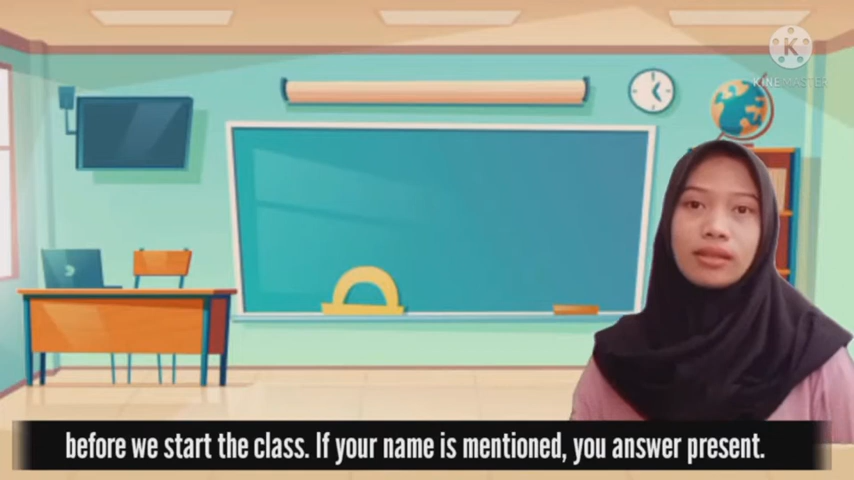 K
KINEMASTER
before we start the class. If your name is mentioned, you answer present.